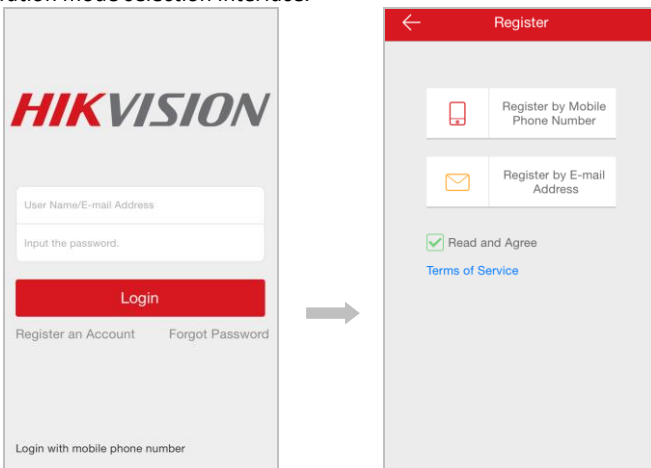 HIKVISION
User Name/E-mail Address
Input the password.
Login
Register an Account Forgot Password
Login with mobile phone number
Register
Register by Mobile
Phone Number
Register by E-mail
Address
Read and Agree
Terms of Service